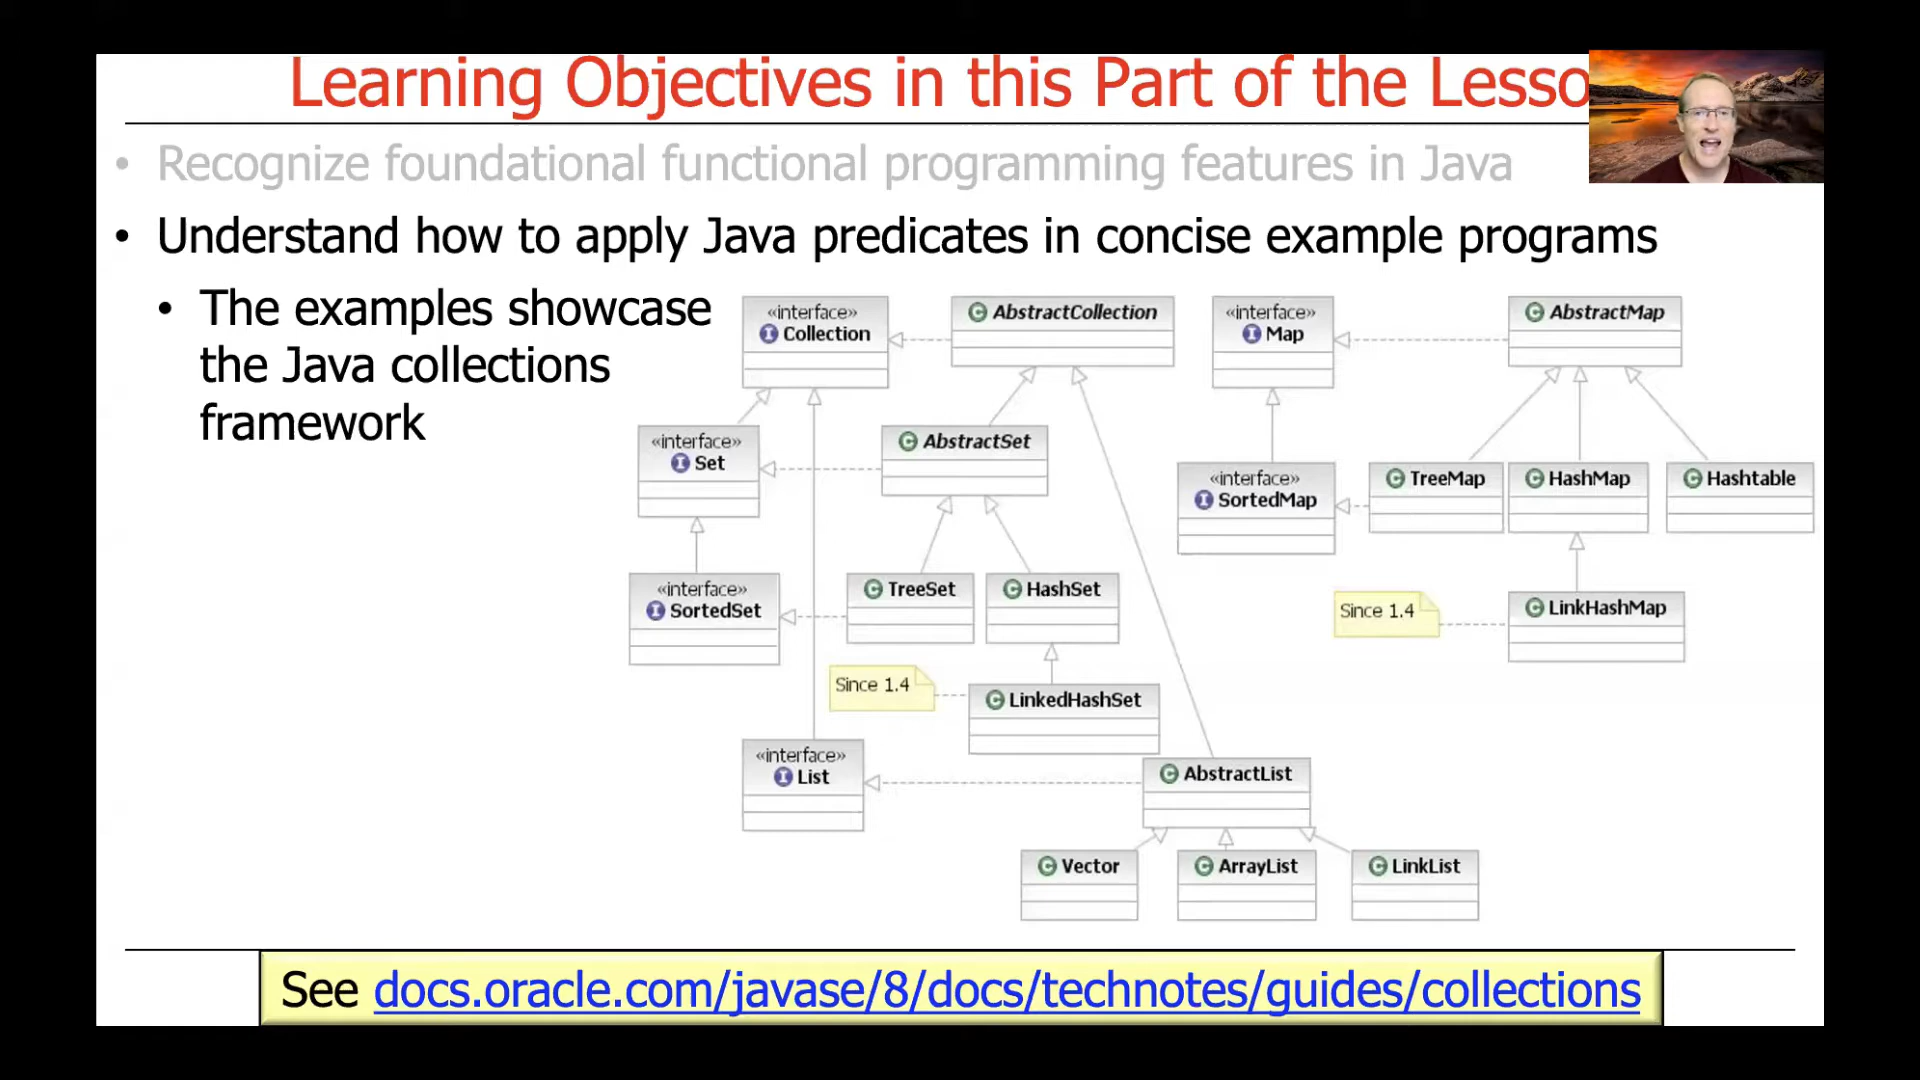 Learning Objectives in this Part of the Lesso
• Recognize foundational functional programming features in Java
• Understand how to apply Java predicates in concise example programs
• The examples showcase
the Java collections
framework
«interface»
I Collection
C AbstractCollection
«interface»
I Map
C AbstractMap
«interface»
I Set
C AbstractSet
«interface»
I SortedMap
C TreeMap
C HashMap
C Hashtable
«interface»
I SortedSet
C TreeSet
C HashSet
Since 1.4
C LinkHashMap
Since 1.4
C LinkedHashSet
«interface»
I List
C AbstractList
C Vector
C ArrayList
C LinkList
See docs.oracle.com/javase/8/docs/technotes/guides/collections